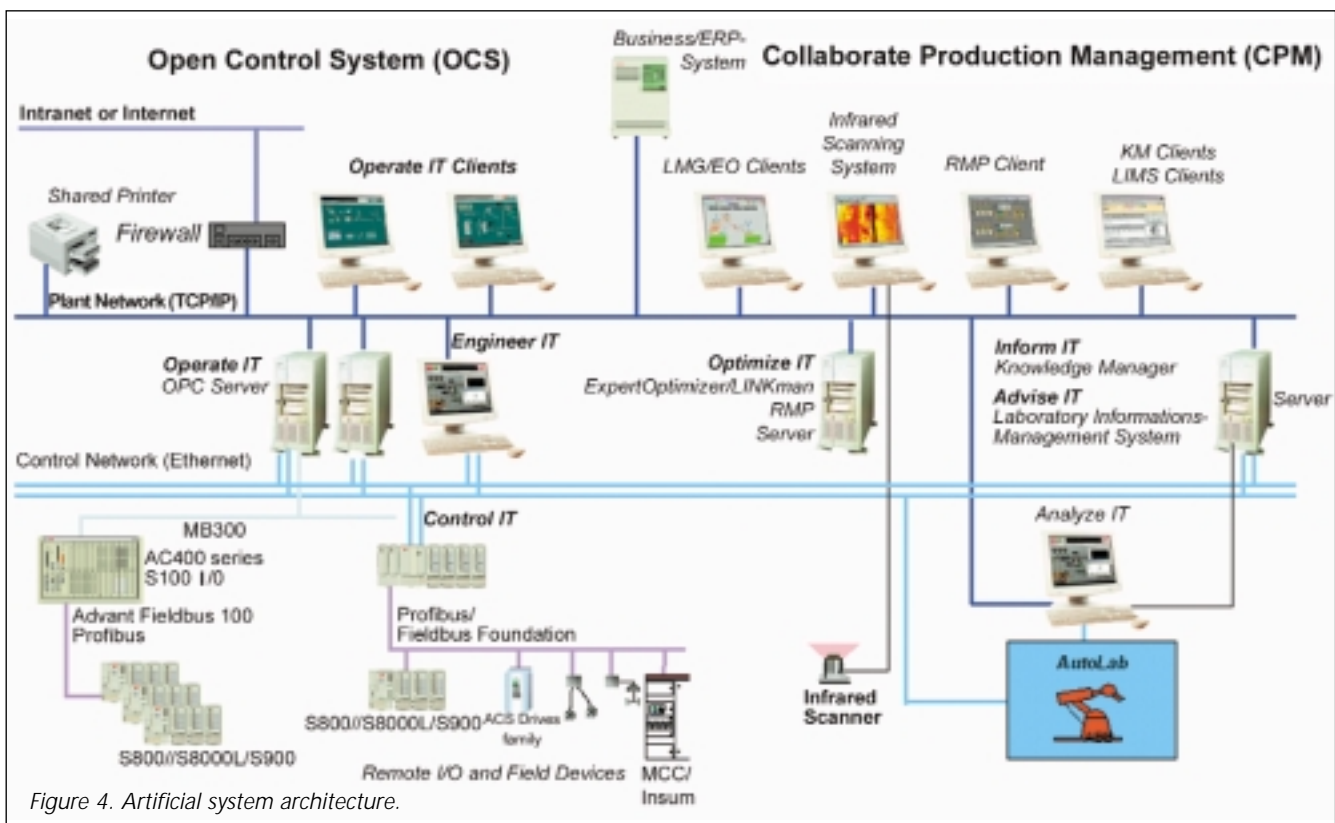 Open Control System (OCS)
Business/ERP-
System
Collaborate Production Management (CPM)
Intranet or Internet
Shared Printer
Firewall
Operate IT Clients
LMG/EO Clients
Infrared
Scanning
System
RMP Client
KM Clients
LIMS Clients
Plant Network (TCP/IP)
Operate IT
OPC Server
Engineer IT
Optimize IT
ExpertOptimizer/LINKman
RMP
Server
Inform IT
Knowledge Manager
Advise IT
Laboratory Informations-
Management System
Server
Control Network (Ethernet)
MB300
AC400 series
S100 I/0
Advant Fieldbus 100
Profibus
S800//S8000L/S900
Control IT
Profibus/
Fieldbus Foundation
S800//S8000L/S900
ACS Drives
family
Remote I/O and Field Devices
MCC/
Insum
Infrared
Scanner
Analyze IT
AutoLab
Figure 4. Artificial system architecture.